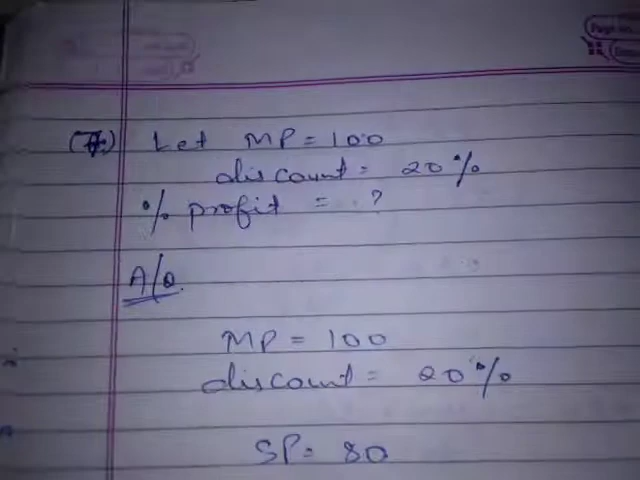 (7.) Let MP = 100
discount = 20%
% profit = ?
A/Q.
MP = 100
discount = 20%
SP = 80